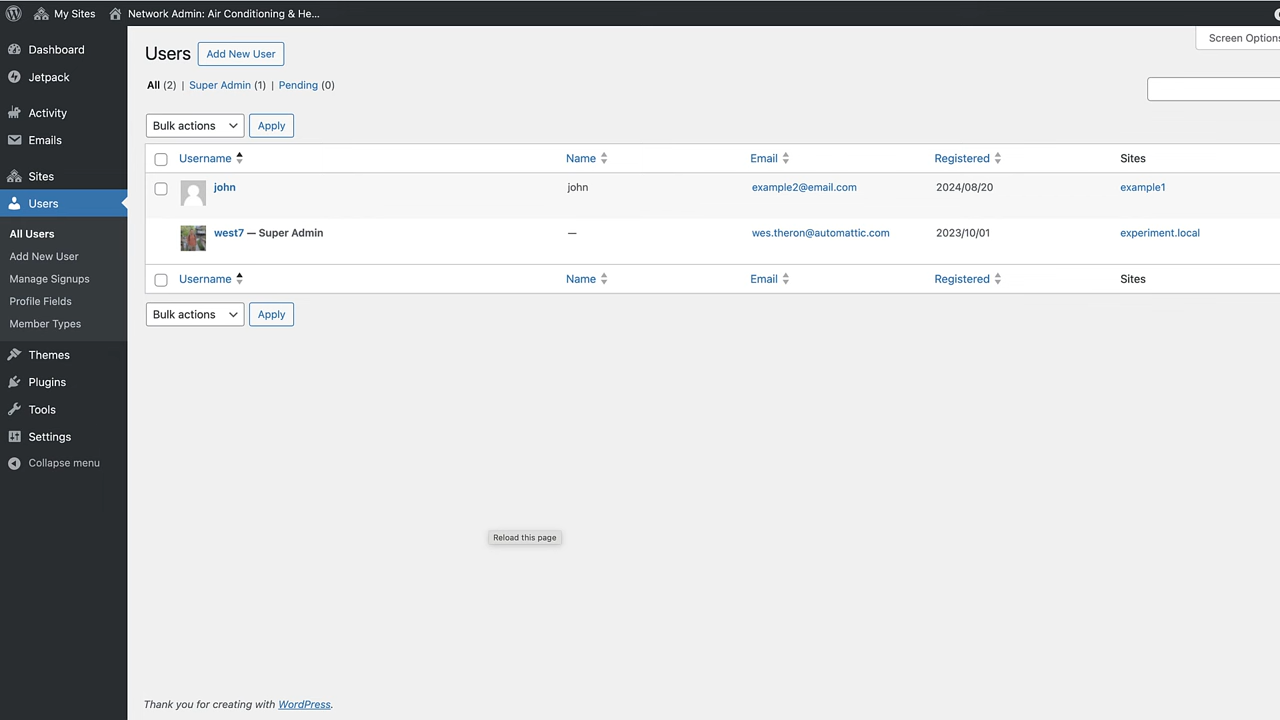 My Sites Network Admin: Air Conditioning & He...
Screen Options
Dashboard
Jetpack
Activity
Emails
Sites
Users
All Users
Add New User
Manage Signups
Profile Fields
Member Types
Themes
Plugins
Tools
Settings
Collapse menu
Users Add New User
All (2) | Super Admin (1) | Pending (0)
Bulk actions Apply
Username Name Email Registered Sites
john john example2@email.com 2024/08/20 example1
west7 — Super Admin — wes.theron@automattic.com 2023/10/01 experiment.local
Username Name Email Registered Sites
Bulk actions Apply
Reload this page
Thank you for creating with WordPress.